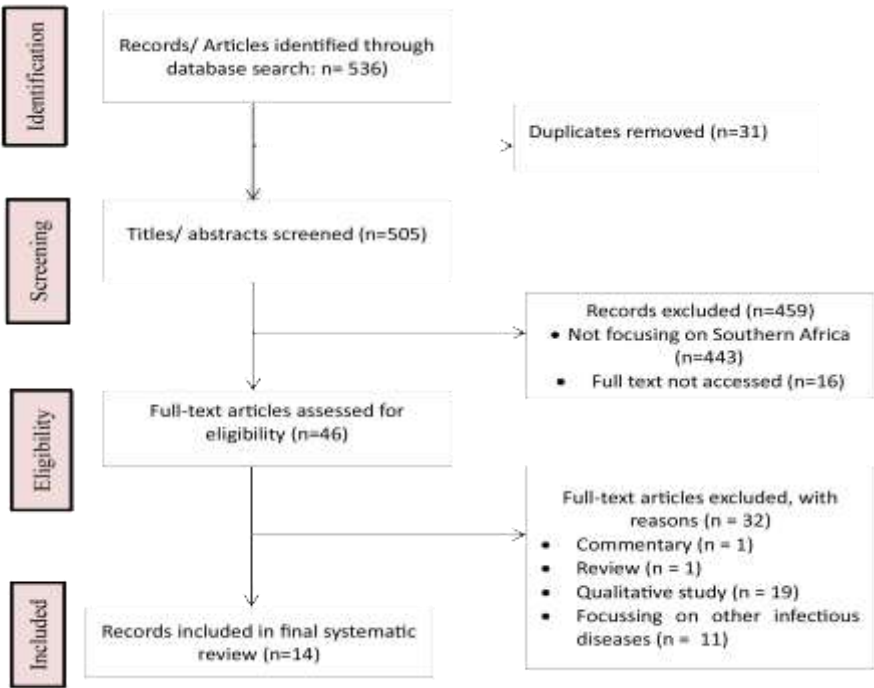 Identification
Records/ Articles identified through
database search: n= 536)
Duplicates removed (n=31)
Screening
Titles/ abstracts screened (n=505)
Records excluded (n=459)
• Not focusing on Southern Africa
(n=443)
• Full text not accessed (n=16)
Eligibility
Full-text articles assessed for
eligibility (n=46)
Full-text articles excluded, with
reasons (n = 32)
• Commentary (n = 1)
• Review (n = 1)
• Qualitative study (n = 19)
• Focussing on other infectious
diseases (n = 11)
Included
Records included in final systematic
review (n=14)